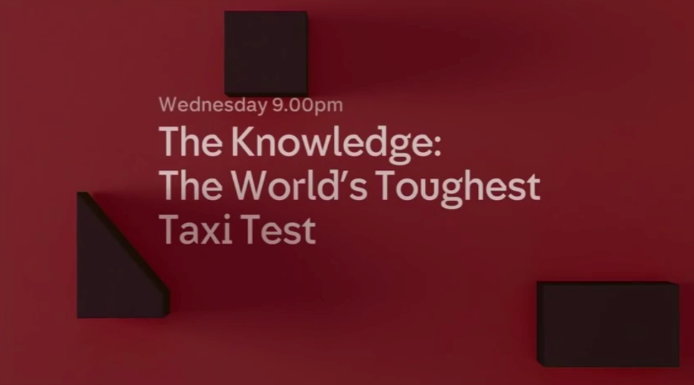 Wednesday 9.00pm
The Knowledge:
The World's Toughest
Taxi Test